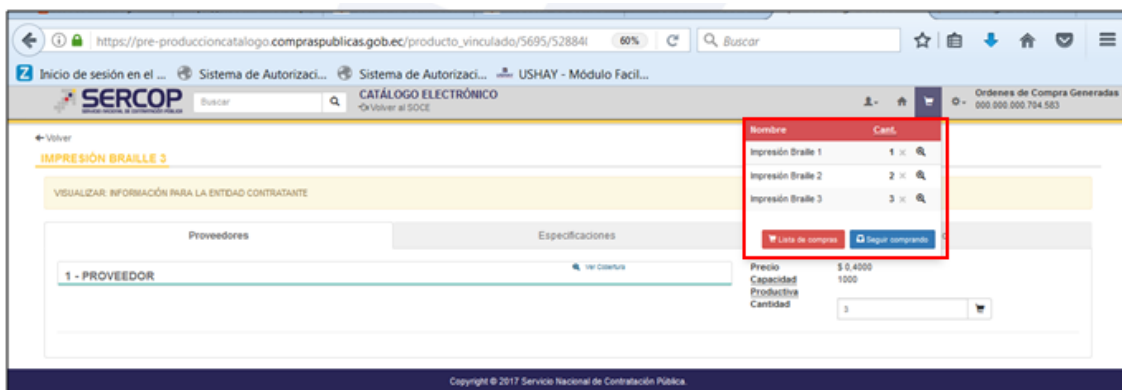 https://pre-produccioncatalogo.compraspublicas.gob.ec/producto_vinculado/5695/52884
60%
Buscar
Inicio de sesión en el ...
Sistema de Autorizaci...
Sistema de Autorizaci...
USHAY - Módulo Facil...
SERCOP
Buscar
CATÁLOGO ELECTRÓNICO
Volver al SOCE
Ordenes de Compra Generadas
000.000.000.704.583
Volver
IMPRESIÓN BRAILLE 3
Nombre Cant.
Impresión Braille 1 1
Impresión Braille 2 2
Impresión Braille 3 3
Lista de compras
Seguir comprando
VISUALIZAR: INFORMACIÓN PARA LA ENTIDAD CONTRATANTE
Proveedores
Especificaciones
1 - PROVEEDOR
Ver Cobertura
Precio $ 0,4000
Capacidad 1000
Productiva
Cantidad 3
Copyright © 2017 Servicio Nacional de Contratación Pública.